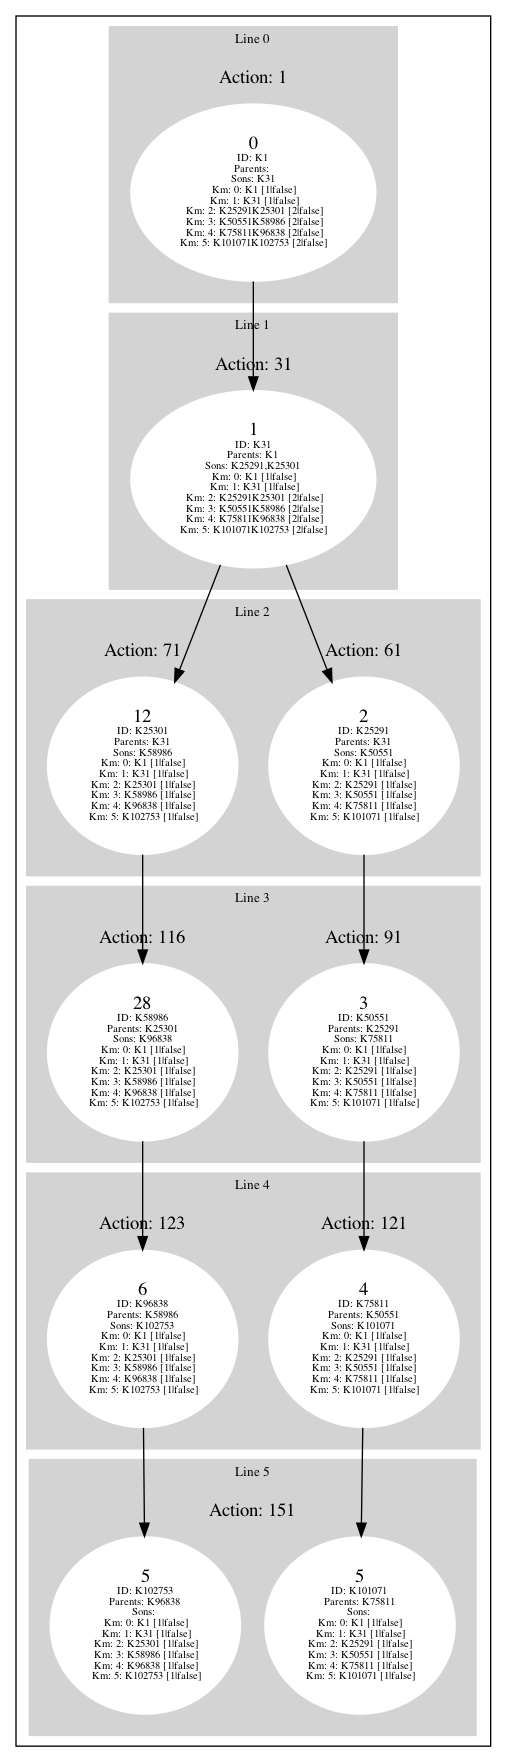 Line 0
Action: 1
0
ID: K1
Parents:
Sons: K31
Km: 0: K1 [1|false]
Km: 1: K31 [1|false]
Km: 2: K25291K25301 [2|false]
Km: 3: K50551K58986 [2|false]
Km: 4: K75811K96838 [2|false]
Km: 5: K101071K102753 [2|false]
Line 1
Action: 31
1
ID: K31
Parents: K1
Sons: K25291,K25301
Km: 0: K1 [1|false]
Km: 1: K31 [1|false]
Km: 2: K25291K25301 [2|false]
Km: 3: K50551K58986 [2|false]
Km: 4: K75811K96838 [2|false]
Km: 5: K101071K102753 [2|false]
Line 2
Action: 71
12
ID: K25301
Parents: K31
Sons: K58986
Km: 0: K1 [1|false]
Km: 1: K31 [1|false]
Km: 2: K25301 [1|false]
Km: 3: K58986 [1|false]
Km: 4: K96838 [1|false]
Km: 5: K102753 [1|false]
Action: 61
2
ID: K25291
Parents: K31
Sons: K50551
Km: 0: K1 [1|false]
Km: 1: K31 [1|false]
Km: 2: K25291 [1|false]
Km: 3: K50551 [1|false]
Km: 4: K75811 [1|false]
Km: 5: K101071 [1|false]
Line 3
Action: 116
28
ID: K58986
Parents: K25301
Sons: K96838
Km: 0: K1 [1|false]
Km: 1: K31 [1|false]
Km: 2: K25301 [1|false]
Km: 3: K58986 [1|false]
Km: 4: K96838 [1|false]
Km: 5: K102753 [1|false]
Action: 91
3
ID: K50551
Parents: K25291
Sons: K75811
Km: 0: K1 [1|false]
Km: 1: K31 [1|false]
Km: 2: K25291 [1|false]
Km: 3: K50551 [1|false]
Km: 4: K75811 [1|false]
Km: 5: K101071 [1|false]
Line 4
Action: 123
6
ID: K96838
Parents: K58986
Sons: K102753
Km: 0: K1 [1|false]
Km: 1: K31 [1|false]
Km: 2: K25301 [1|false]
Km: 3: K58986 [1|false]
Km: 4: K96838 [1|false]
Km: 5: K102753 [1|false]
Action: 121
4
ID: K75811
Parents: K50551
Sons: K101071
Km: 0: K1 [1|false]
Km: 1: K31 [1|false]
Km: 2: K25291 [1|false]
Km: 3: K50551 [1|false]
Km: 4: K75811 [1|false]
Km: 5: K101071 [1|false]
Line 5
Action: 151
5
ID: K102753
Parents: K96838
Sons:
Km: 0: K1 [1|false]
Km: 1: K31 [1|false]
Km: 2: K25301 [1|false]
Km: 3: K58986 [1|false]
Km: 4: K96838 [1|false]
Km: 5: K102753 [1|false]
5
ID: K101071
Parents: K75811
Sons:
Km: 0: K1 [1|false]
Km: 1: K31 [1|false]
Km: 2: K25291 [1|false]
Km: 3: K50551 [1|false]
Km: 4: K75811 [1|false]
Km: 5: K101071 [1|false]